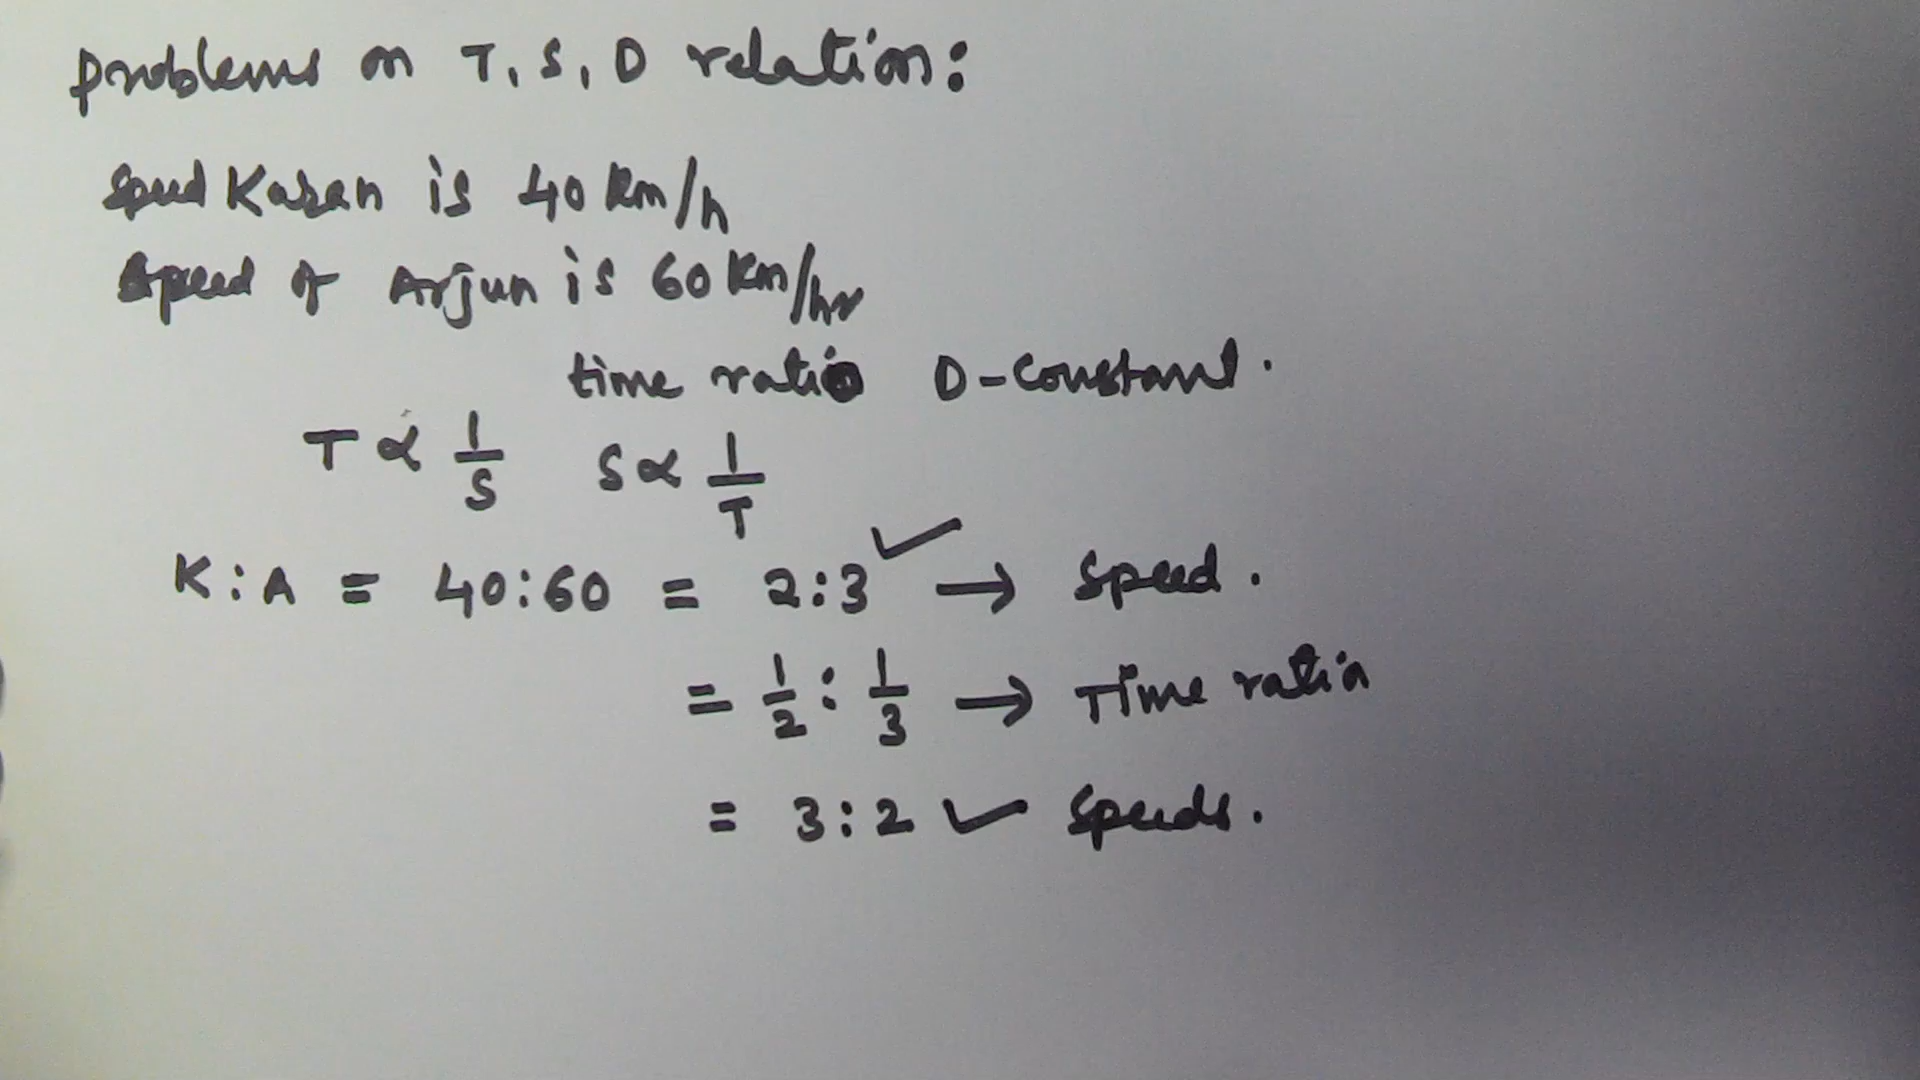 problems on T, S, D relation:
Speed Karan is 40 Km/h
Speed of Arjun is 60 Km/hr
time ratio D-Constant.
T ∝ 1/S S ∝ 1/T
K:A = 40:60 = 2:3 ✓ → Speed.
= 1/2 : 1/3 → Time ratio
= 3:2 ✓ Speeds.